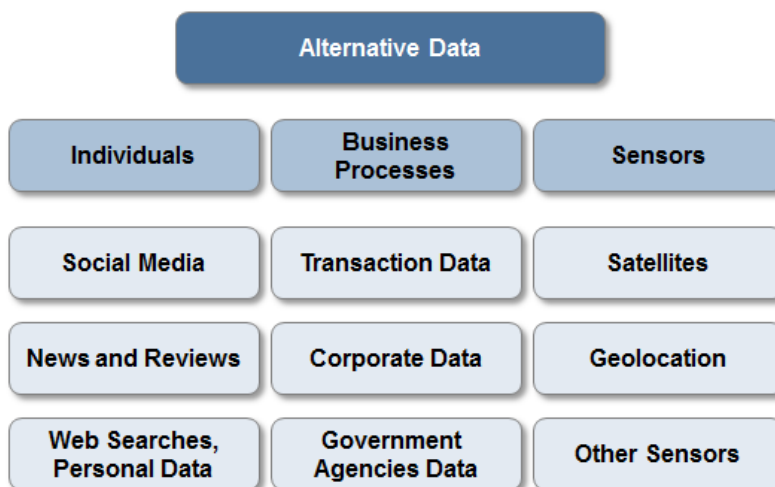 Alternative Data
Individuals
Business
Processes
Sensors
Social Media
Transaction Data
Satellites
News and Reviews
Corporate Data
Geolocation
Web Searches,
Personal Data
Government
Agencies Data
Other Sensors